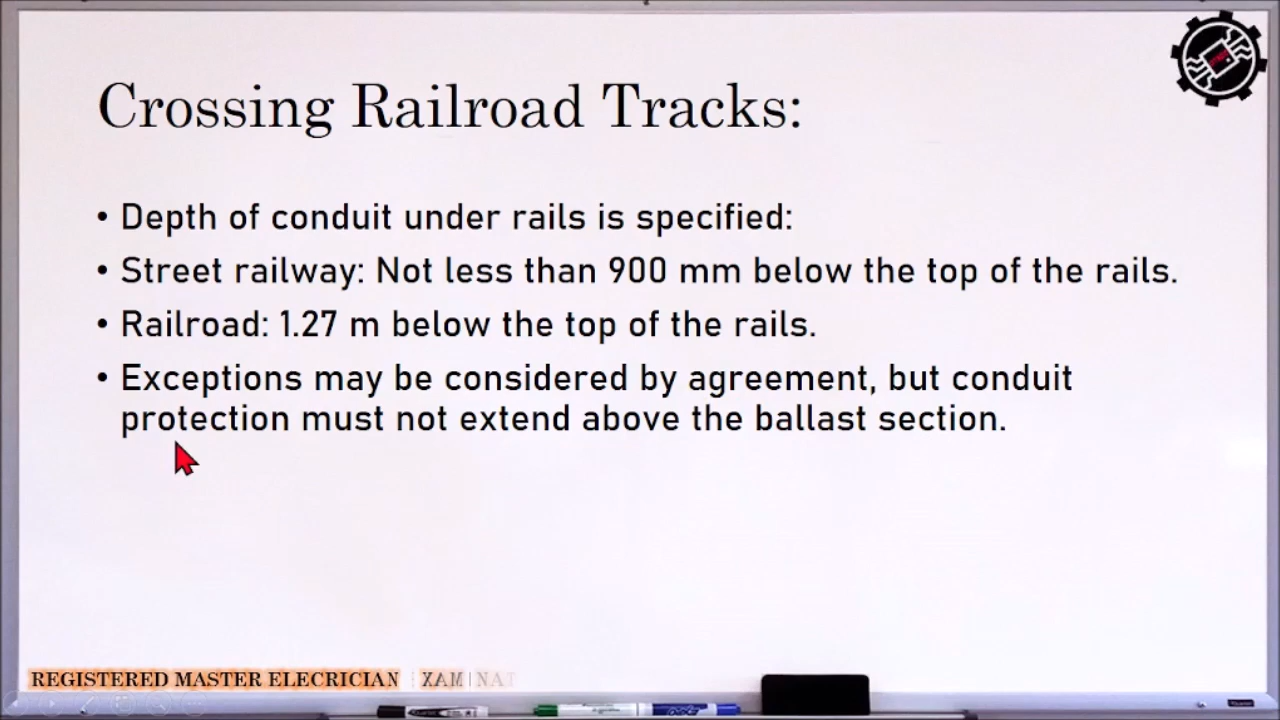 Crossing Railroad Tracks:
• Depth of conduit under rails is specified:
• Street railway: Not less than 900 mm below the top of the rails.
• Railroad: 1.27 m below the top of the rails.
• Exceptions may be considered by agreement, but conduit
protection must not extend above the ballast section.
REGISTERED MASTER ELECRICIAN